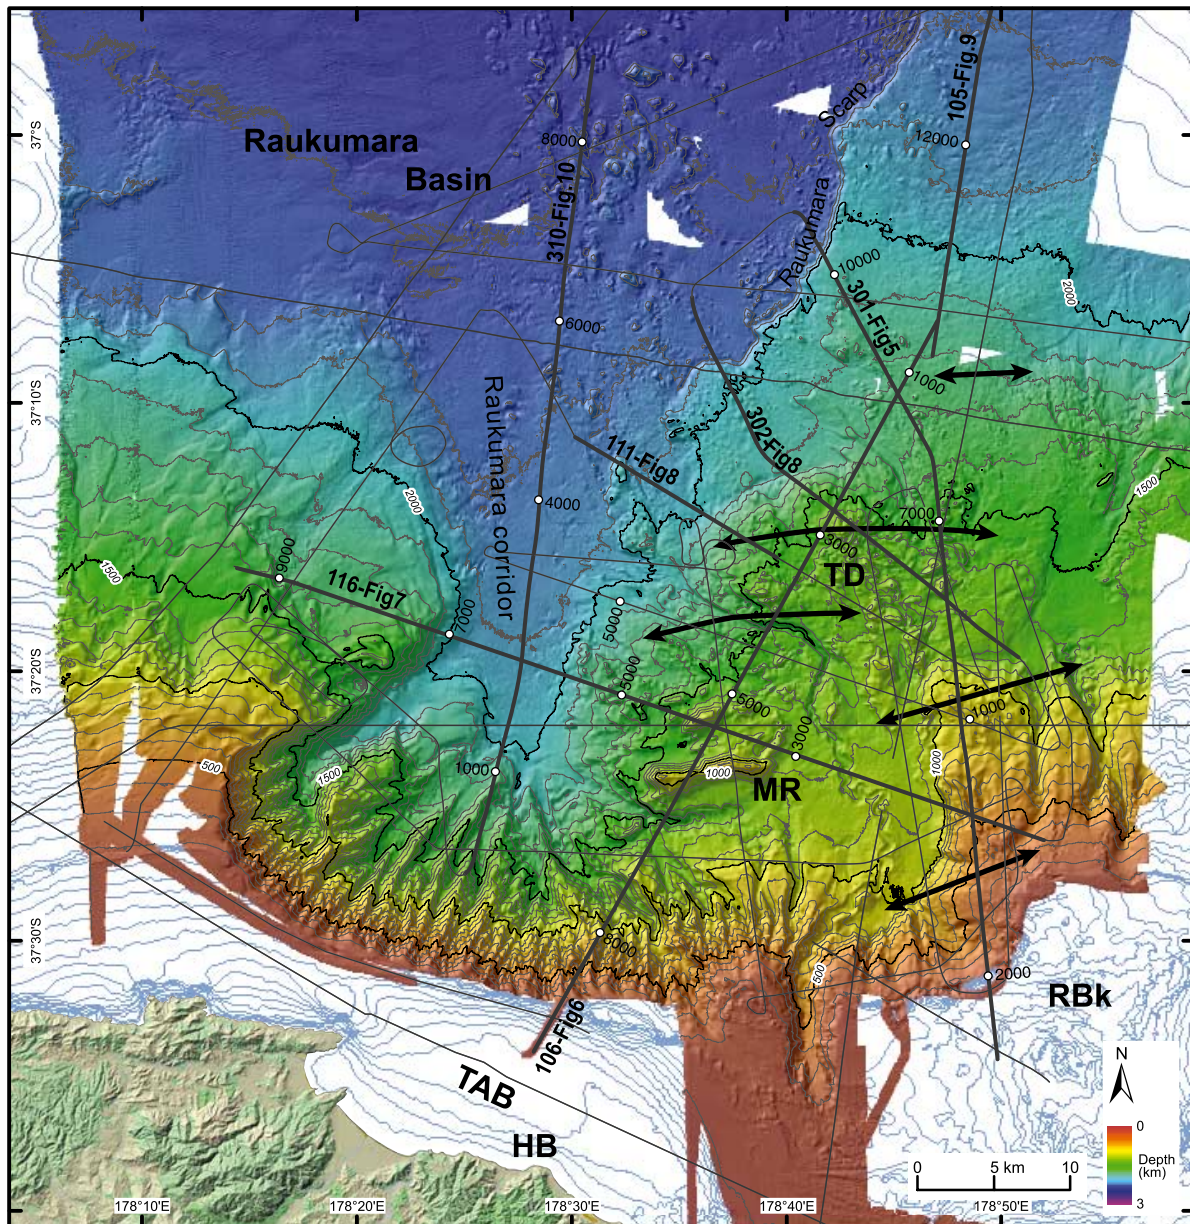 105-Fig.9
Scarp
37°S
Raukumara
Basin
8000
12000
310-Fig.10
Raukumara
10000
2000
301-Fig5
6000
1000
37°10'S
Raukumara corridor
302-Fig8
111-Fig8
2000
1500
4000
7000
3000
1500
9000
TD
116-Fig7
5000
7000
37°20'S
3000
5000
1000
3000
1000
1500
1000
1000
500
MR
37°30'S
8000
500
2000
RBk
106-Fig6
TAB
HB
N
0
Depth
(km)
3
0 5 km 10
178°10'E
178°20'E
178°30'E
178°40'E
178°50'E